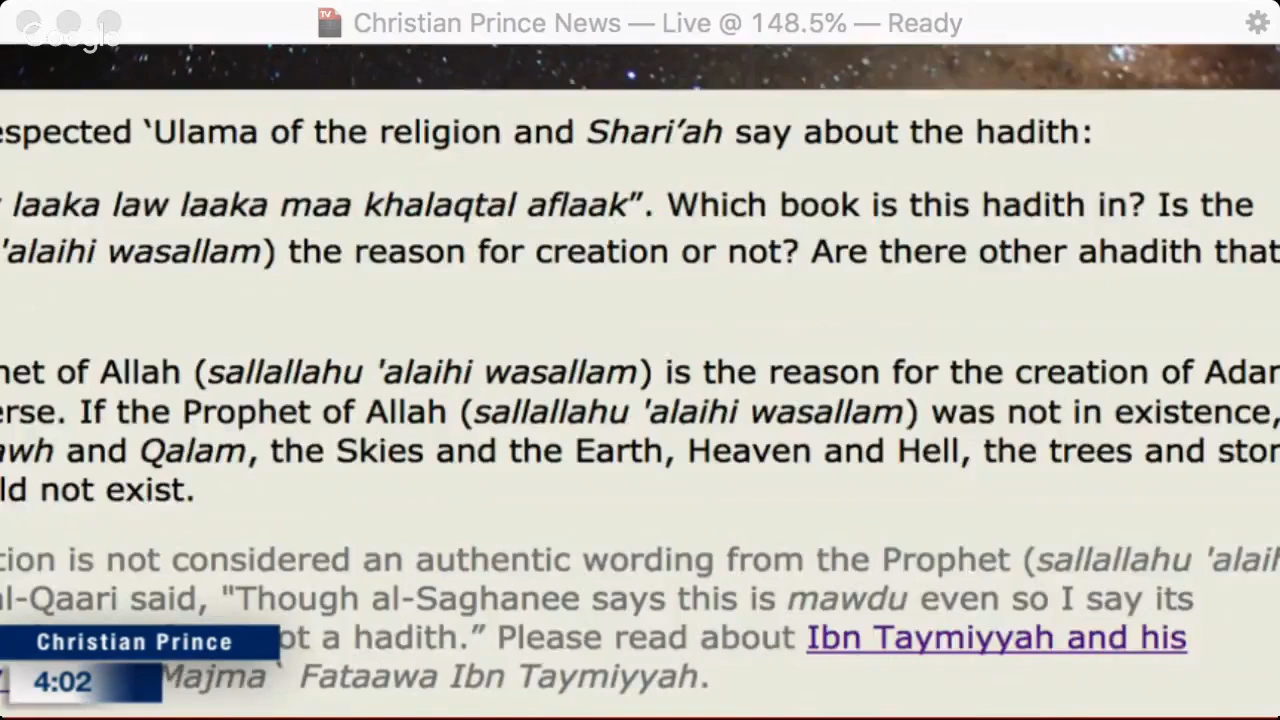 Google
Christian Prince News — Live @ 148.5% — Ready
espected ‘Ulama of the religion and Shari’ah say about the hadith:
laaka law laaka maa khalaqtal aflaak”. Which book is this hadith in? Is the
'alaihi wasallam) the reason for creation or not? Are there other ahadith that
het of Allah (sallallahu 'alaihi wasallam) is the reason for the creation of Adam
erse. If the Prophet of Allah (sallallahu 'alaihi wasallam) was not in existence,
awh and Qalam, the Skies and the Earth, Heaven and Hell, the trees and ston
ld not exist.
tion is not considered an authentic wording from the Prophet (sallallahu 'alaih
al-Qaari said, "Though al-Saghanee says this is mawdu even so I say its
ot a hadith.” Please read about Ibn Taymiyyah and his
Majma` Fataawa Ibn Taymiyyah.
Christian Prince
4:02